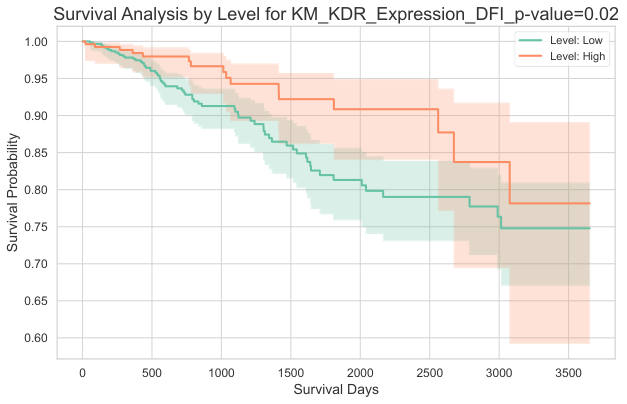 Survival Analysis by Level for KM_KDR_Expression_DFI_p-value=0.02
Level: Low
Level: High
1.00
0.95
0.90
0.85
0.80
0.75
0.70
0.65
0.60
Survival Probability
0 500 1000 1500 2000 2500 3000 3500
Survival Days